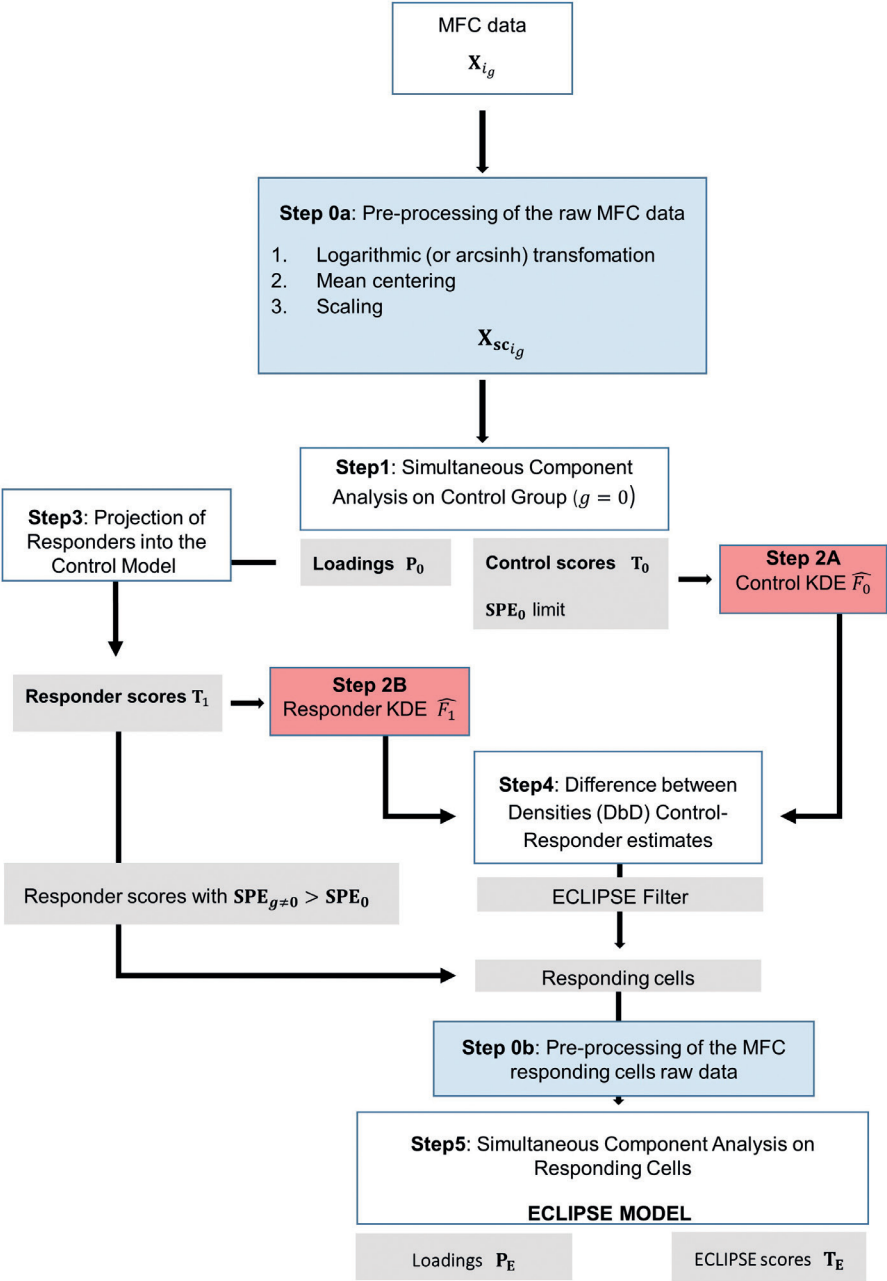 MFC data
X_{i_g}
Step 0a: Pre-processing of the raw MFC data
1. Logarithmic (or arcsinh) transfomation
2. Mean centering
3. Scaling
X_{sc_{i_g}}
Step1: Simultaneous Component
Analysis on Control Group (g = 0)
Step3: Projection of
Responders into the
Control Model
Loadings P_0
Control scores T_0
SPE_0 limit
Step 2A
Control KDE \widehat{F_0}
Responder scores T_1
Step 2B
Responder KDE \widehat{F_1}
Step4: Difference between
Densities (DbD) Control-
Responder estimates
Responder scores with SPE_{g≠0} > SPE_0
ECLIPSE Filter
Responding cells
Step 0b: Pre-processing of the MFC
responding cells raw data
Step5: Simultaneous Component Analysis on
Responding Cells
ECLIPSE MODEL
Loadings P_E
ECLIPSE scores T_E